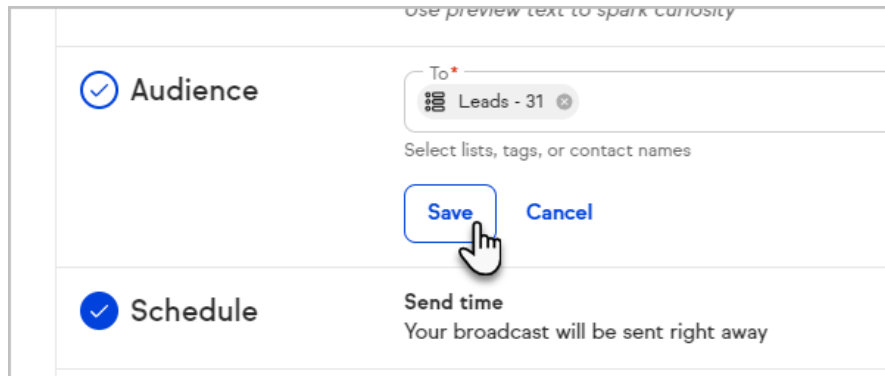 Use preview text to spark curiosity
Audience
To*
Leads - 31
Select lists, tags, or contact names
Save
Cancel
Schedule
Send time
Your broadcast will be sent right away